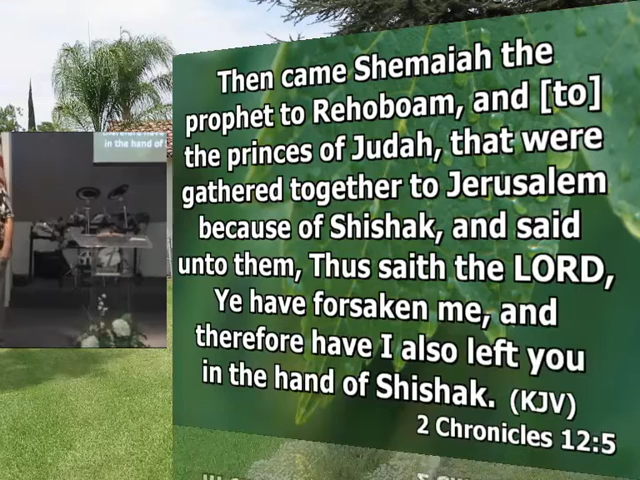 Then came Shemaiah the
prophet to Rehoboam, and [to]
the princes of Judah, that were
gathered together to Jerusalem
because of Shishak, and said
unto them, Thus saith the LORD,
Ye have forsaken me, and
therefore have I also left you
in the hand of Shishak. (KJV)
2 Chronicles 12:5
therefore have
in the hand of